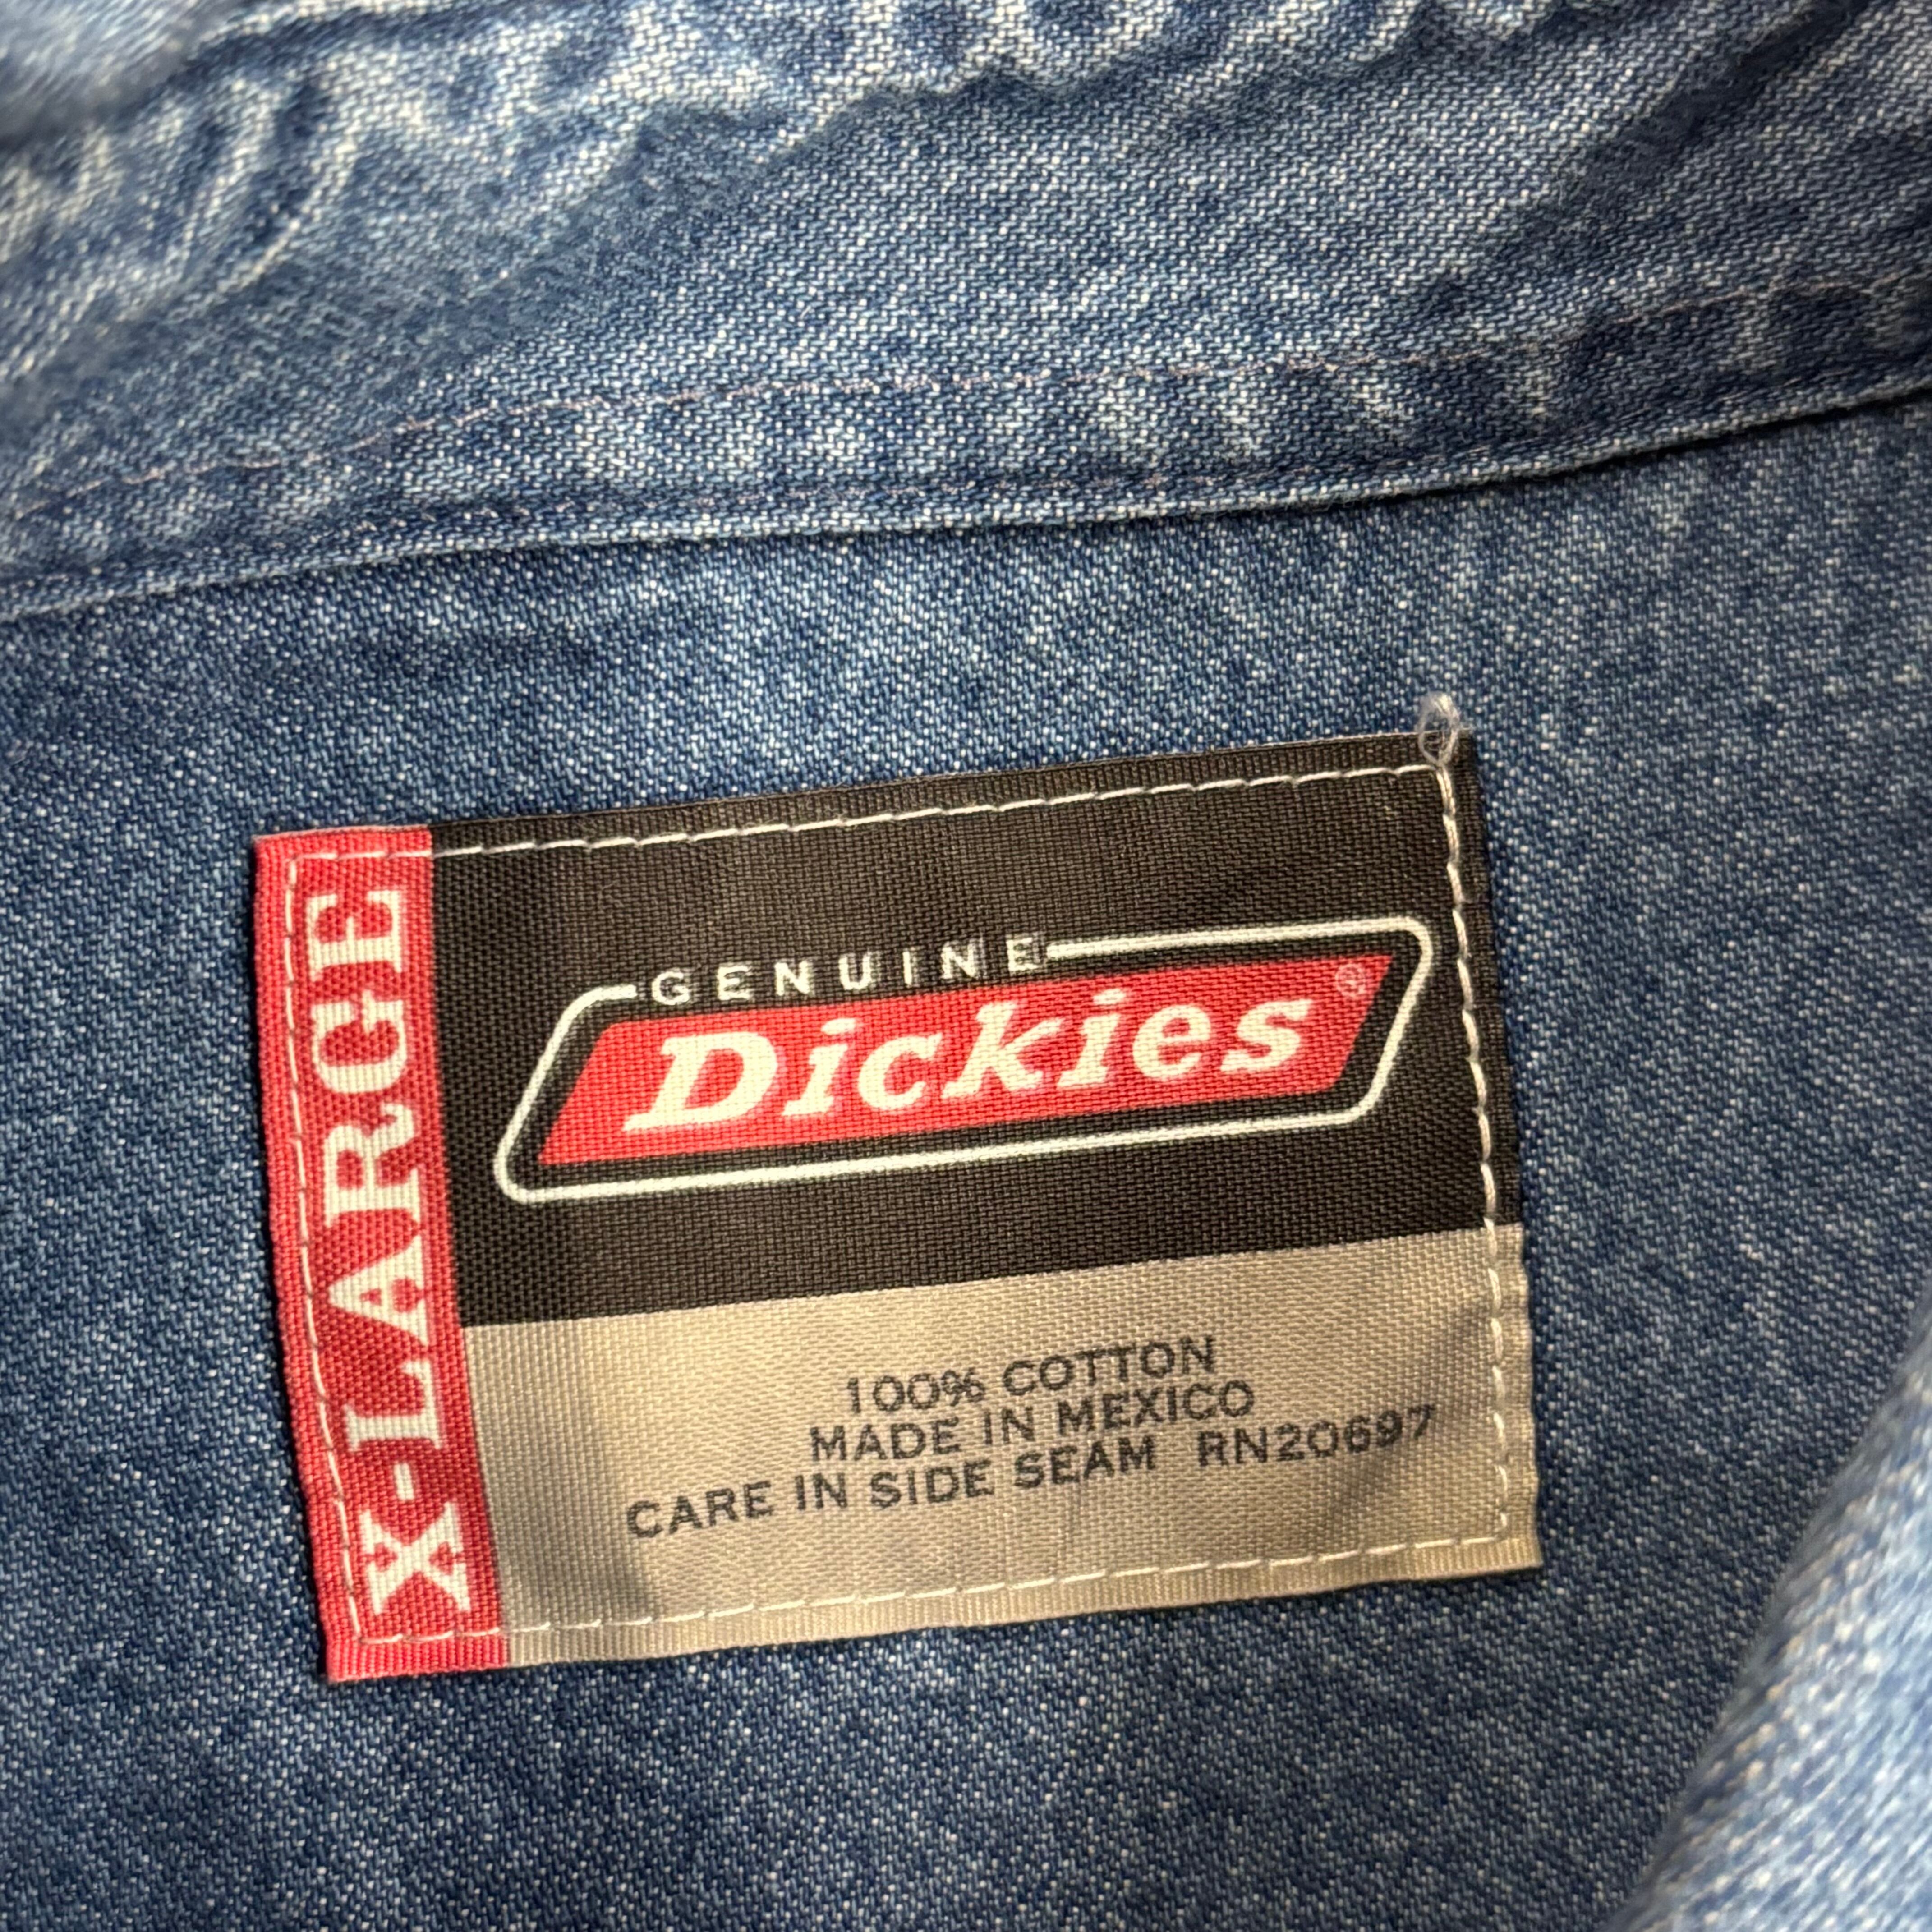 X-LARGE
GENUINE
Dickies®
100% COTTON
MADE IN MEXICO
CARE IN SIDE SEAM RN20697